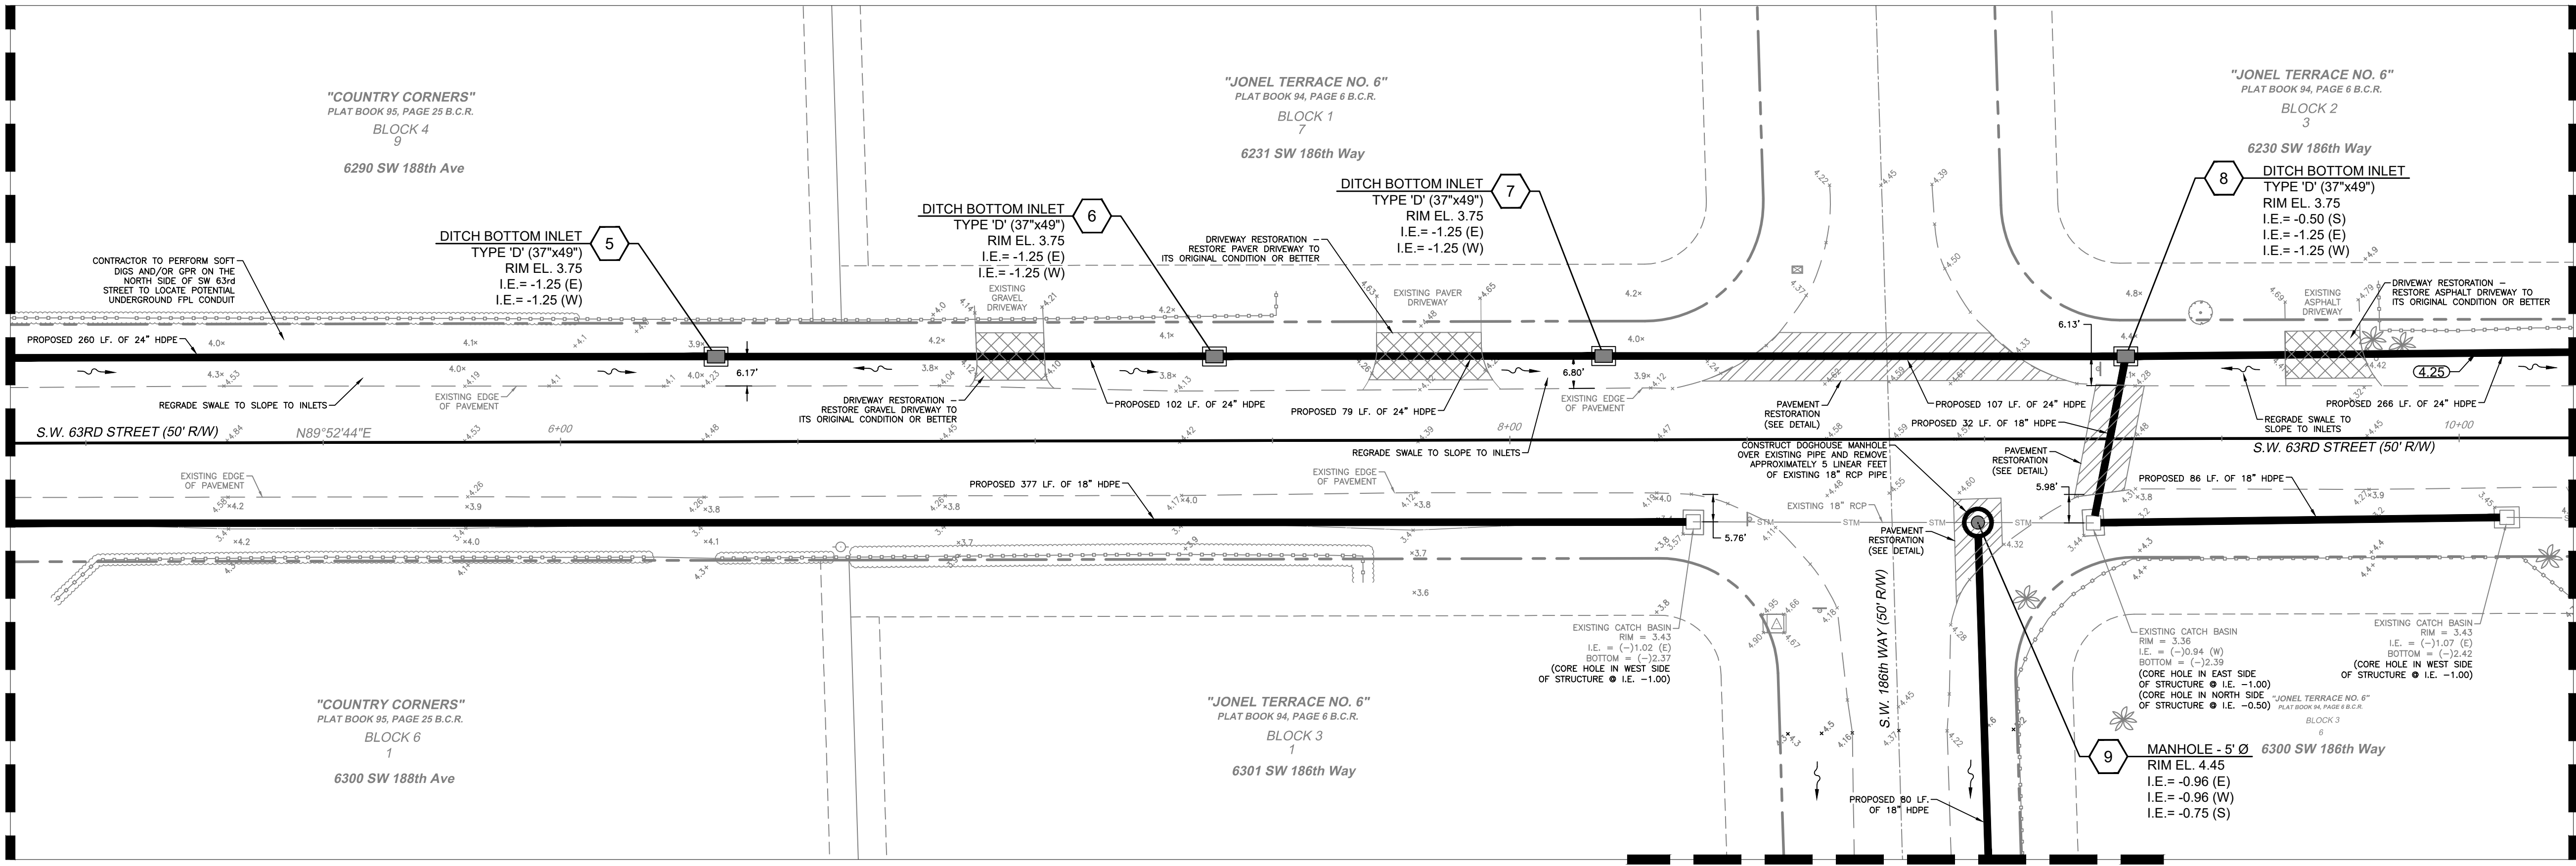 "COUNTRY CORNERS"
PLAT BOOK 95, PAGE 25 B.C.R.
BLOCK 4
9
6290 SW 188th Ave
"JONEL TERRACE NO. 6"
PLAT BOOK 94, PAGE 6 B.C.R.
BLOCK 1
7
6231 SW 186th Way
"JONEL TERRACE NO. 6"
PLAT BOOK 94, PAGE 6 B.C.R.
BLOCK 2
3
6230 SW 186th Way
CONTRACTOR TO PERFORM SOFT
DIGS AND/OR GPR ON THE
NORTH SIDE OF SW 63rd
STREET TO LOCATE POTENTIAL
UNDERGROUND FPL CONDUIT
DITCH BOTTOM INLET
TYPE 'D' (37"x49")
RIM EL. 3.75
I.E.= -1.25 (E)
I.E.= -1.25 (W)
5
DITCH BOTTOM INLET
TYPE 'D' (37"x49")
RIM EL. 3.75
I.E.= -1.25 (E)
I.E.= -1.25 (W)
6
DRIVEWAY RESTORATION –
RESTORE PAVER DRIVEWAY TO
ITS ORIGINAL CONDITION OR BETTER
DITCH BOTTOM INLET
TYPE 'D' (37"x49")
RIM EL. 3.75
I.E.= -1.25 (E)
I.E.= -1.25 (W)
7
8
DITCH BOTTOM INLET
TYPE 'D' (37"x49")
RIM EL. 3.75
I.E.= -0.50 (S)
I.E.= -1.25 (E)
I.E.= -1.25 (W)
EXISTING
GRAVEL
DRIVEWAY
EXISTING PAVER
DRIVEWAY
EXISTING
ASPHALT
DRIVEWAY
DRIVEWAY RESTORATION –
RESTORE ASPHALT DRIVEWAY TO
ITS ORIGINAL CONDITION OR BETTER
PROPOSED 260 LF. OF 24" HDPE
6.17'
6.80'
6.13'
4.25
REGRADE SWALE TO SLOPE TO INLETS
EXISTING EDGE
OF PAVEMENT
DRIVEWAY RESTORATION –
RESTORE GRAVEL DRIVEWAY TO
ITS ORIGINAL CONDITION OR BETTER
PROPOSED 102 LF. OF 24" HDPE
PROPOSED 79 LF. OF 24" HDPE
EXISTING EDGE
OF PAVEMENT
PAVEMENT
RESTORATION
(SEE DETAIL)
PROPOSED 107 LF. OF 24" HDPE
PROPOSED 32 LF. OF 18" HDPE
PROPOSED 266 LF. OF 24" HDPE
REGRADE SWALE TO
SLOPE TO INLETS
S.W. 63RD STREET (50' R/W)
N89°52'44"E
6+00
8+00
10+00
S.W. 63RD STREET (50' R/W)
REGRADE SWALE TO SLOPE TO INLETS
CONSTRUCT DOGHOUSE MANHOLE
OVER EXISTING PIPE AND REMOVE
APPROXIMATELY 5 LINEAR FEET
OF EXISTING 18" RCP PIPE
PAVEMENT
RESTORATION
(SEE DETAIL)
EXISTING EDGE
OF PAVEMENT
PROPOSED 377 LF. OF 18" HDPE
EXISTING EDGE
OF PAVEMENT
EXISTING 18" RCP
5.98'
PROPOSED 86 LF. OF 18" HDPE
5.76'
STM
STM
STM
STM
PAVEMENT
RESTORATION
(SEE DETAIL)
S.W. 186th WAY (50' R/W)
EXISTING CATCH BASIN
RIM = 3.43
I.E. = (–)1.02 (E)
BOTTOM = (–)2.37
(CORE HOLE IN WEST SIDE
OF STRUCTURE @ I.E. –1.00)
EXISTING CATCH BASIN
RIM = 3.36
I.E. = (–)0.94 (W)
BOTTOM = (–)2.39
(CORE HOLE IN EAST SIDE
OF STRUCTURE @ I.E. –1.00)
(CORE HOLE IN NORTH SIDE
OF STRUCTURE @ I.E. –0.50)
EXISTING CATCH BASIN
RIM = 3.43
I.E. = (–)1.07 (E)
BOTTOM = (–)2.42
(CORE HOLE IN WEST SIDE
OF STRUCTURE @ I.E. –1.00)
"COUNTRY CORNERS"
PLAT BOOK 95, PAGE 25 B.C.R.
BLOCK 6
1
6300 SW 188th Ave
"JONEL TERRACE NO. 6"
PLAT BOOK 94, PAGE 6 B.C.R.
BLOCK 3
1
6301 SW 186th Way
"JONEL TERRACE NO. 6"
PLAT BOOK 94, PAGE 6 B.C.R.
BLOCK 3
6
6300 SW 186th Way
9
MANHOLE - 5' Ø
RIM EL. 4.45
I.E.= -0.96 (E)
I.E.= -0.96 (W)
I.E.= -0.75 (S)
PROPOSED 80 LF.
OF 18" HDPE